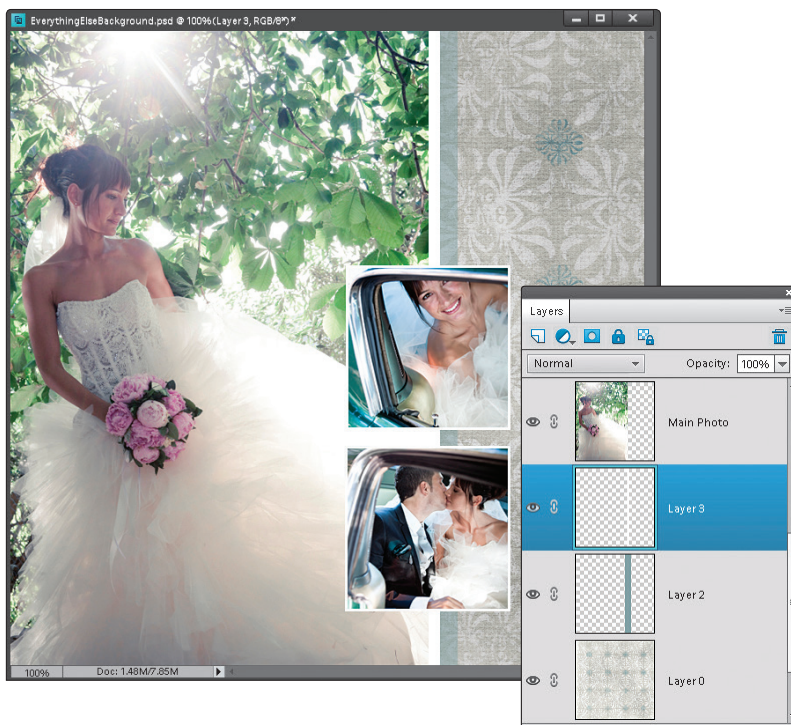 EverythingElseBackground.psd @ 100%(Layer 3, RGB/8*) *
Layers
Normal
Opacity: 100%
Main Photo
Layer 3
Layer 2
Layer 0
100%
Doc: 1.48M/7.85M